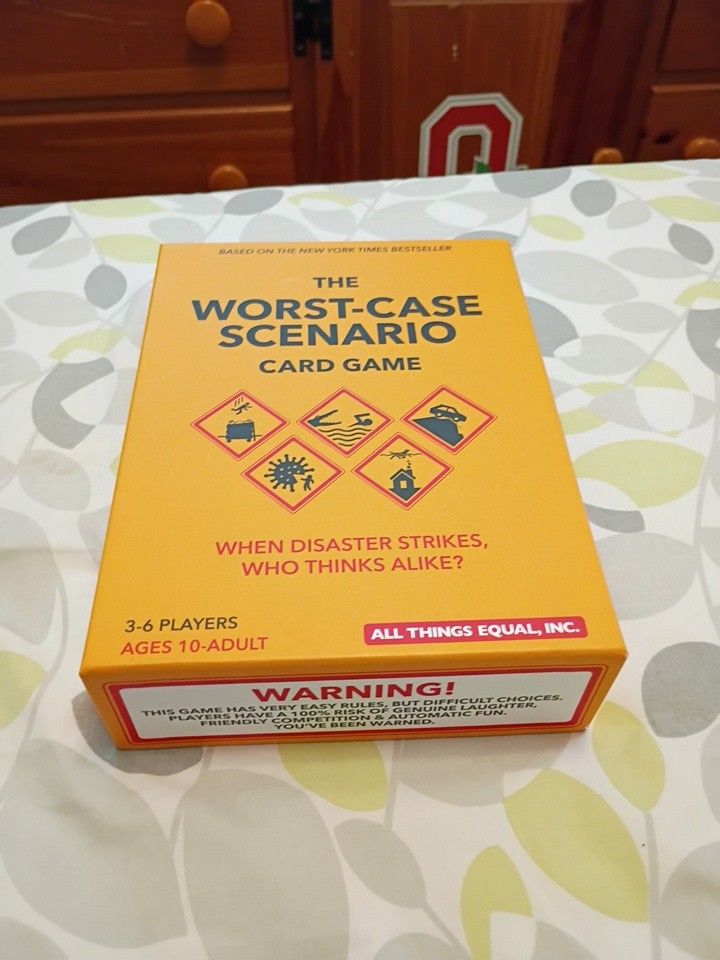 BASED ON THE NEW YORK TIMES BESTSELLER
THE
WORST-CASE
SCENARIO
CARD GAME
WHEN DISASTER STRIKES,
WHO THINKS ALIKE?
3-6 PLAYERS
AGES 10-ADULT
ALL THINGS EQUAL, INC.
WARNING!
THIS GAME HAS VERY EASY RULES, BUT DIFFICULT CHOICES.
PLAYERS HAVE A 100% RISK OF GENUINE LAUGHTER,
FRIENDLY COMPETITION & AUTOMATIC FUN.
YOU'VE BEEN WARNED.